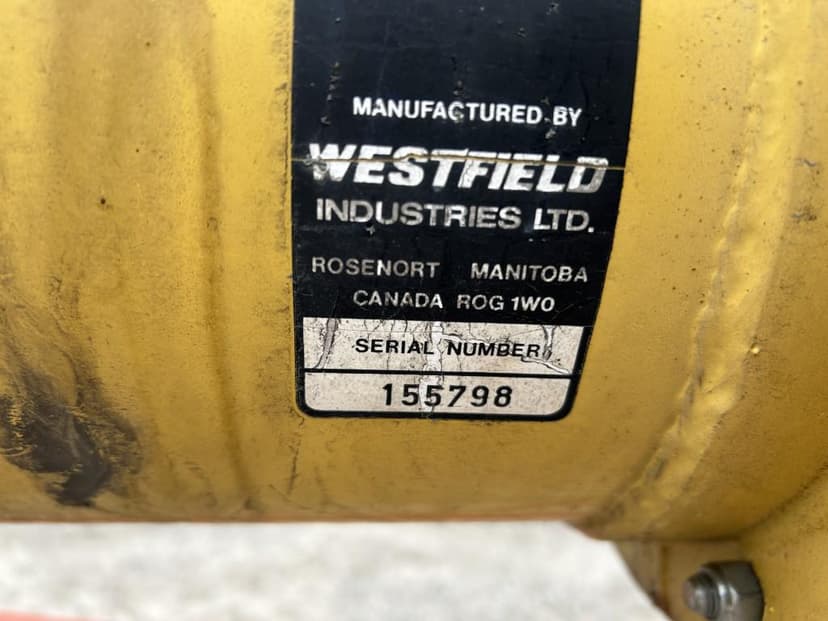 MANUFACTURED BY
WESTFIELD
INDUSTRIES LTD.
ROSENORT MANITOBA
CANADA ROG 1WO
SERIAL NUMBER
155798